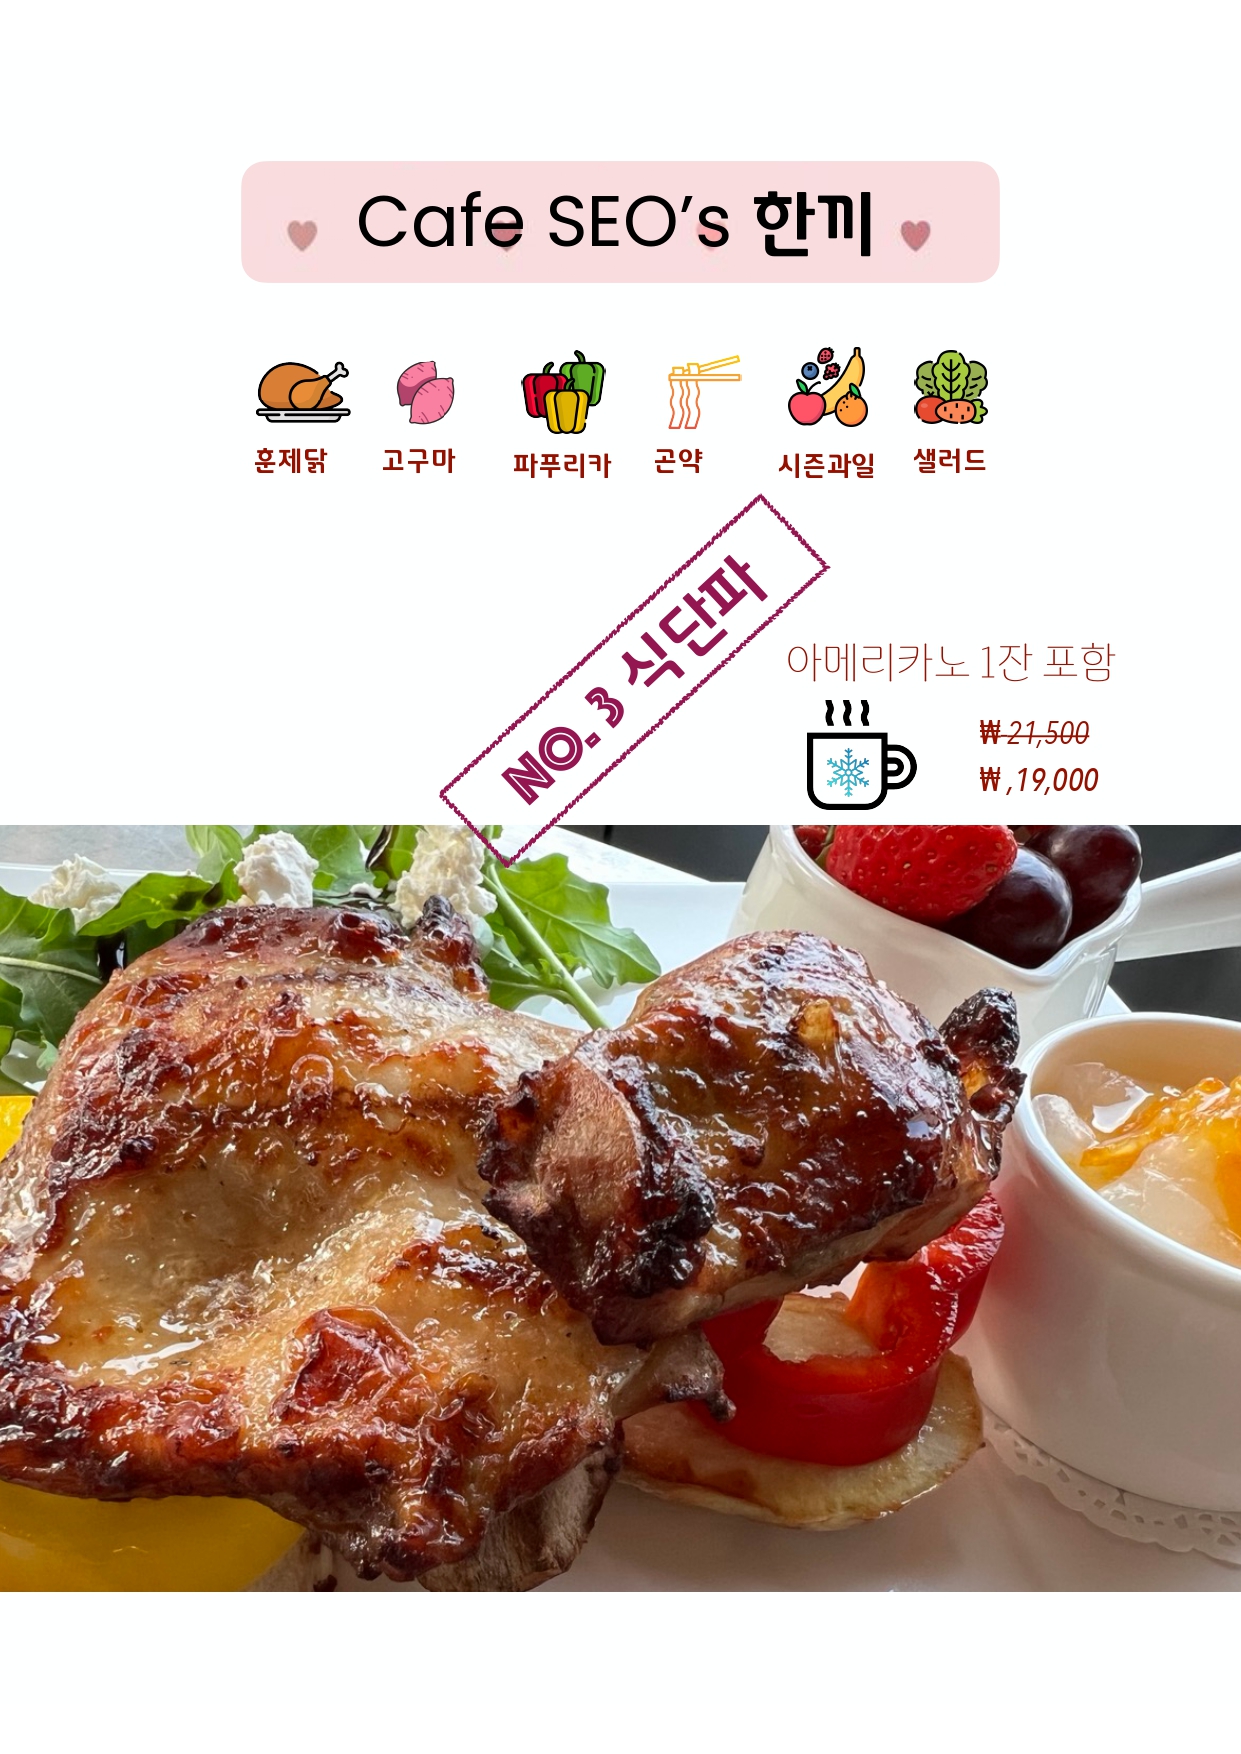 Cafe SEO’s 한끼
훈제닭 고구마 파푸리카 곤약 시즌과일 샐러드
NO. 3 식단파
아메리카노 1잔 포함
₩ 21,500
₩ ,19,000